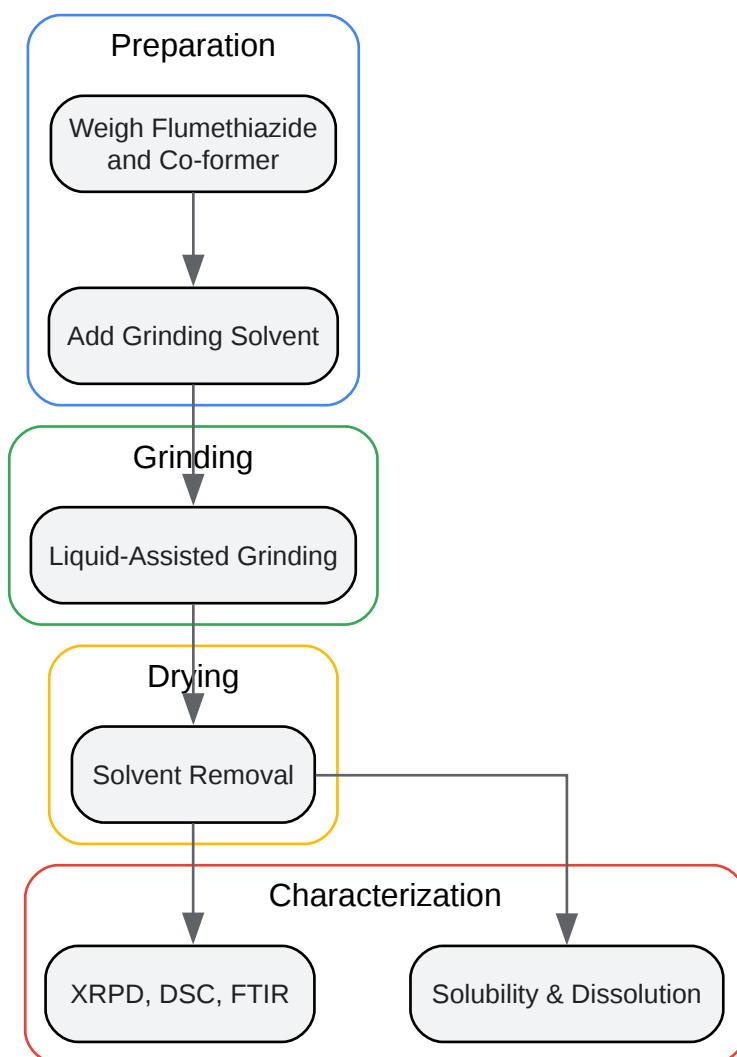 Preparation
Weigh Flumethiazide
and Co-former
Add Grinding Solvent
Grinding
Liquid-Assisted Grinding
Drying
Solvent Removal
Characterization
XRPD, DSC, FTIR
Solubility & Dissolution